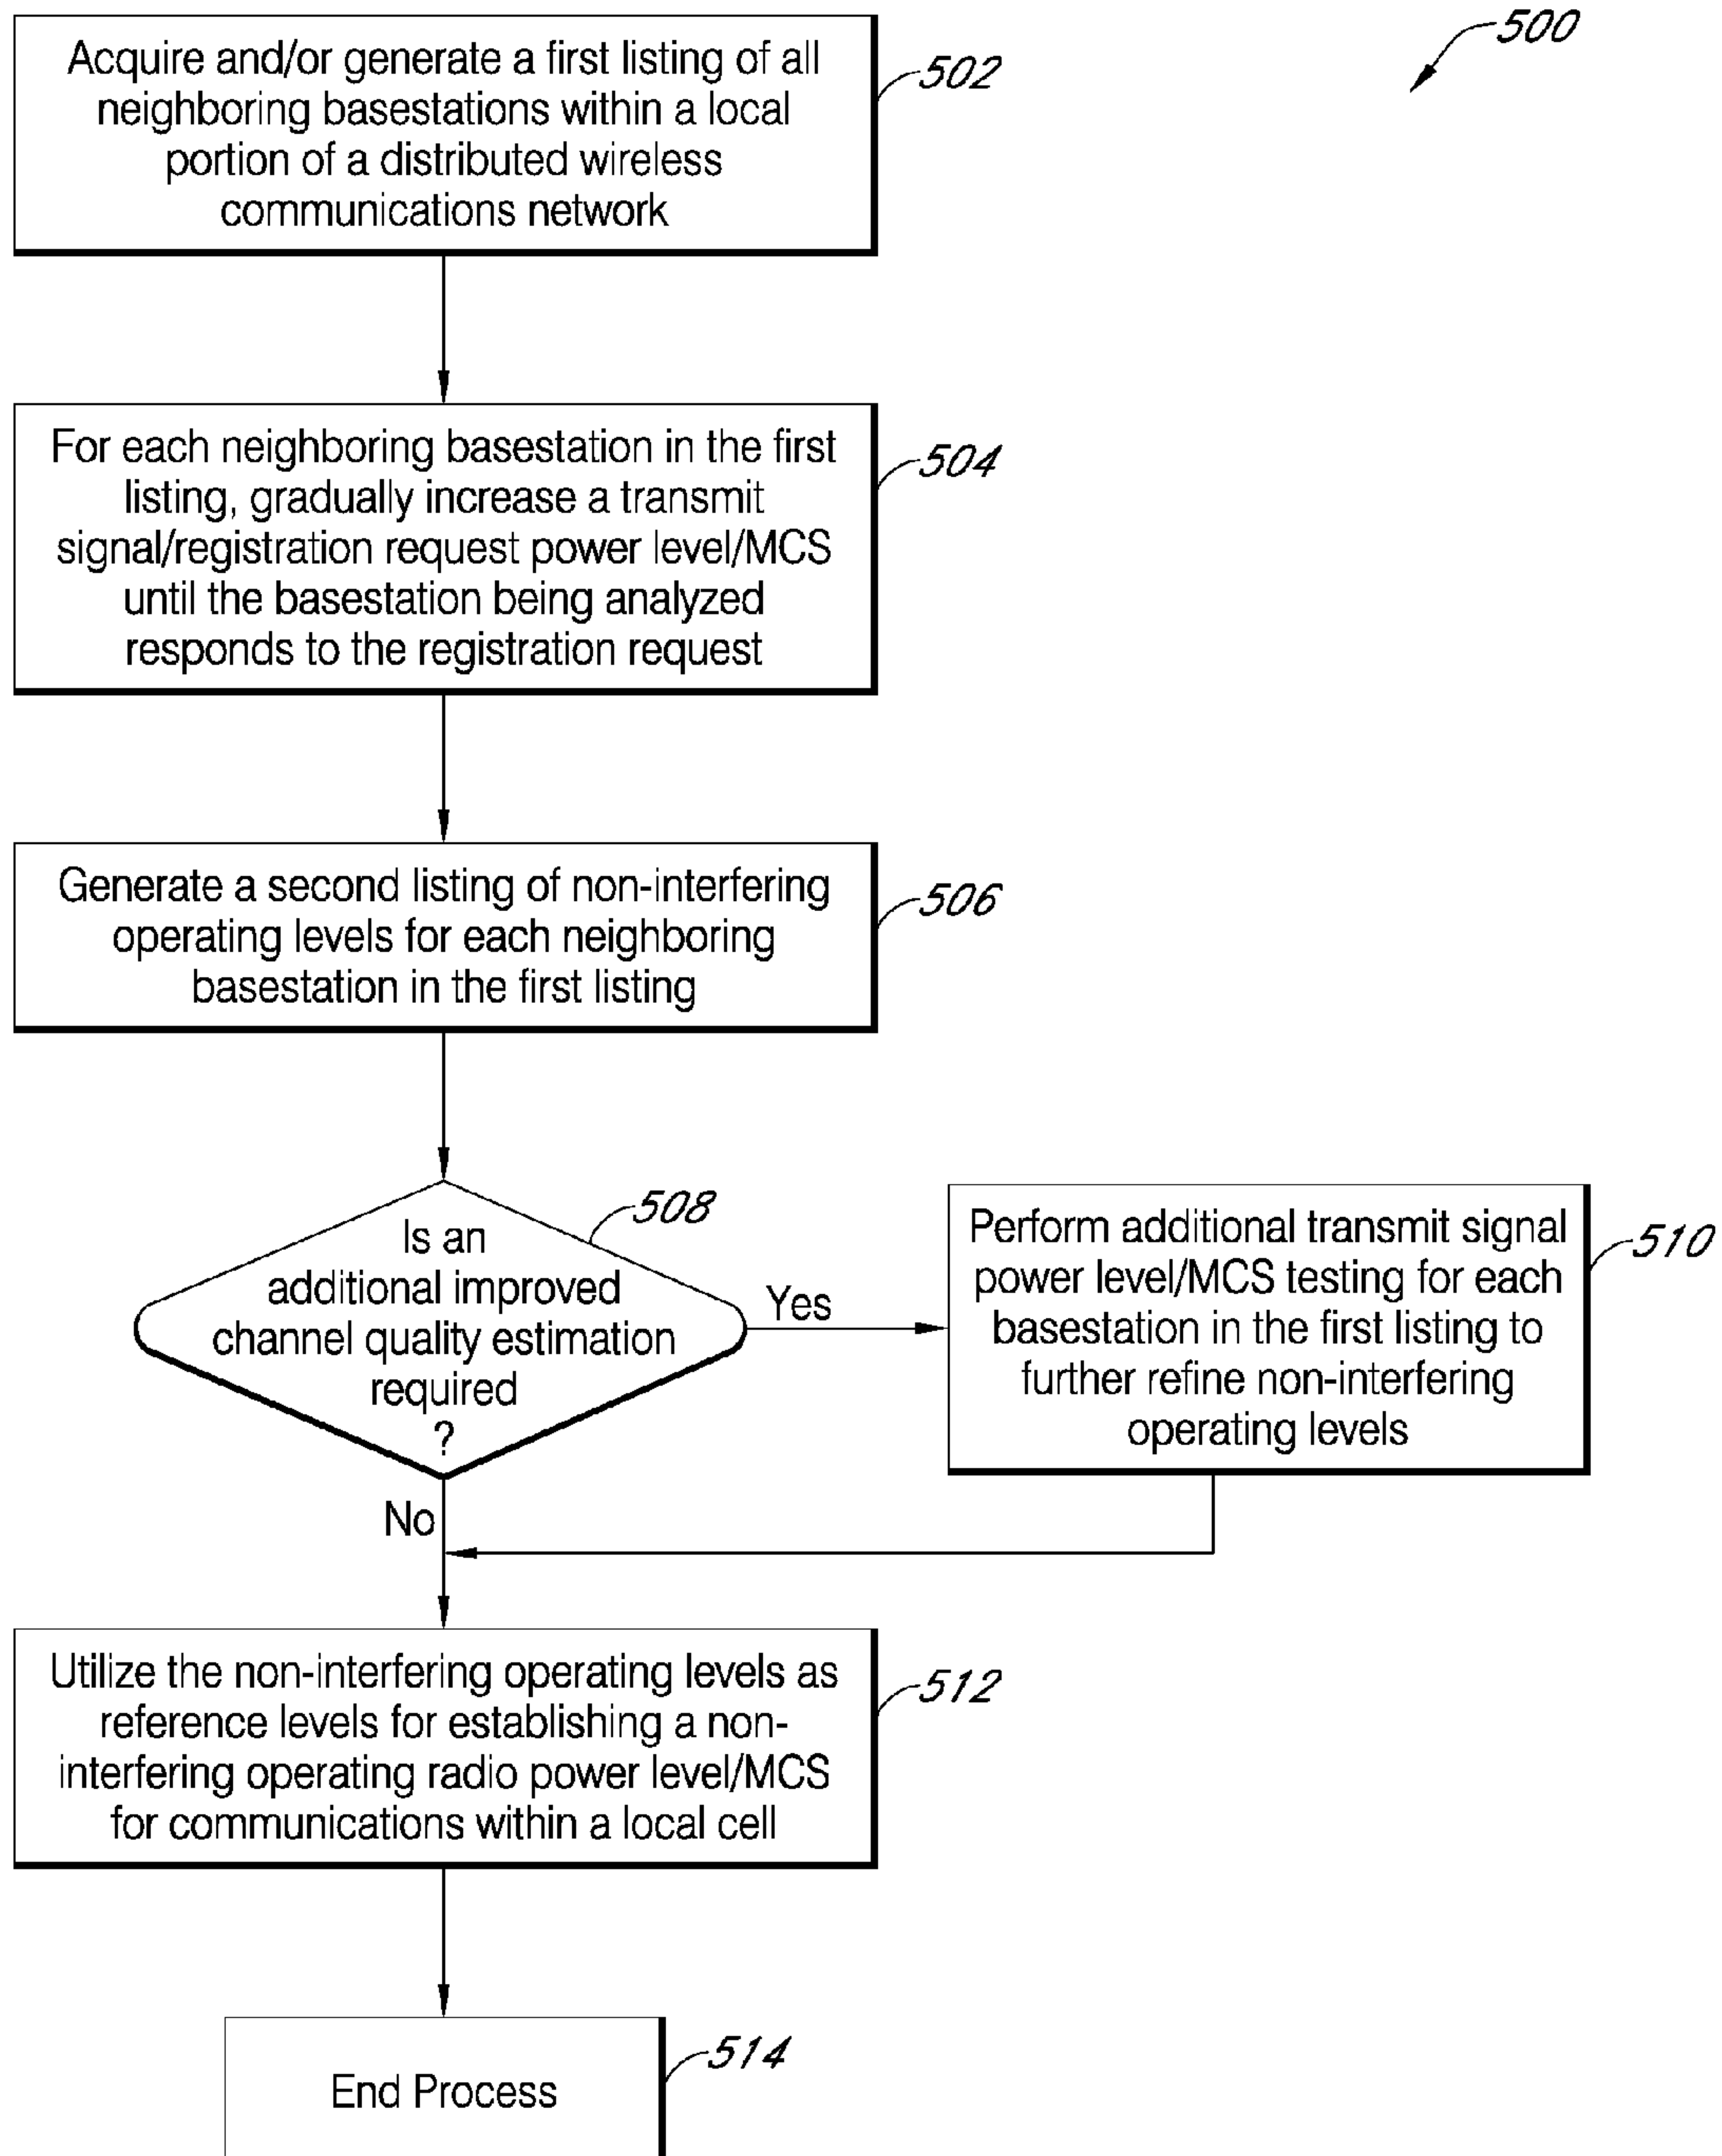 500
Acquire and/or generate a first listing of all
neighboring basestations within a local
portion of a distributed wireless
communications network
502
For each neighboring basestation in the first
listing, gradually increase a transmit
signal/registration request power level/MCS
until the basestation being analyzed
responds to the registration request
504
Generate a second listing of non-interfering
operating levels for each neighboring
basestation in the first listing
506
Is an
additional improved
channel quality estimation
required
?
508
Yes
Perform additional transmit signal
power level/MCS testing for each
basestation in the first listing to
further refine non-interfering
operating levels
510
No
Utilize the non-interfering operating levels as
reference levels for establishing a non-
interfering operating radio power level/MCS
for communications within a local cell
512
End Process
514